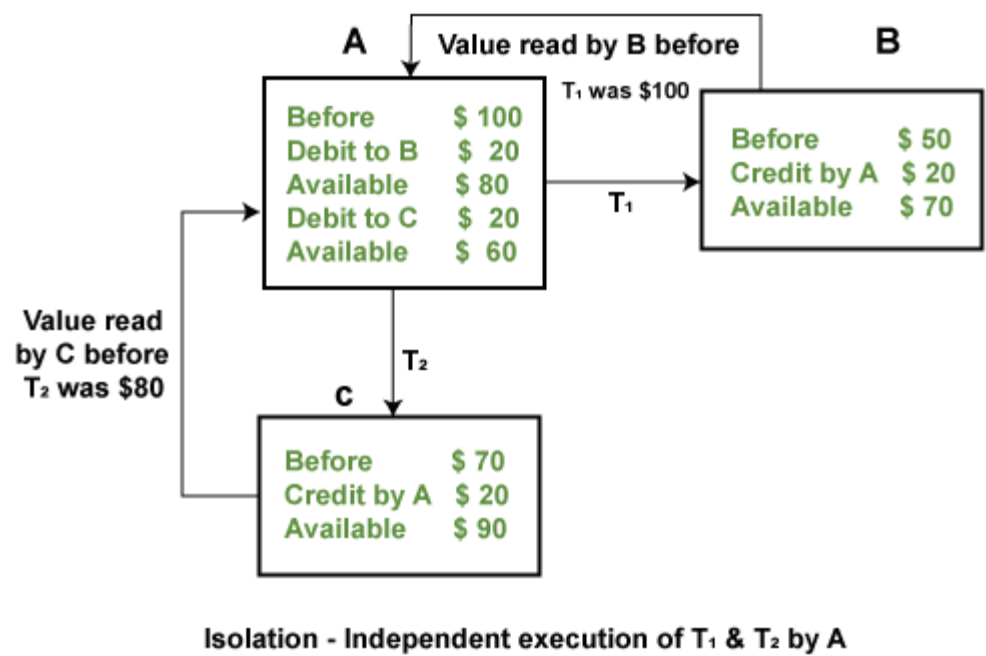 A
Value read by B before
T₁ was $100
B
Before $ 100
Debit to B $ 20
Available $ 80
Debit to C $ 20
Available $ 60
T₁
Before $ 50
Credit by A $ 20
Available $ 70
Value read
by C before
T₂ was $80
T₂
C
Before $ 70
Credit by A $ 20
Available $ 90
Isolation - Independent execution of T₁ & T₂ by A